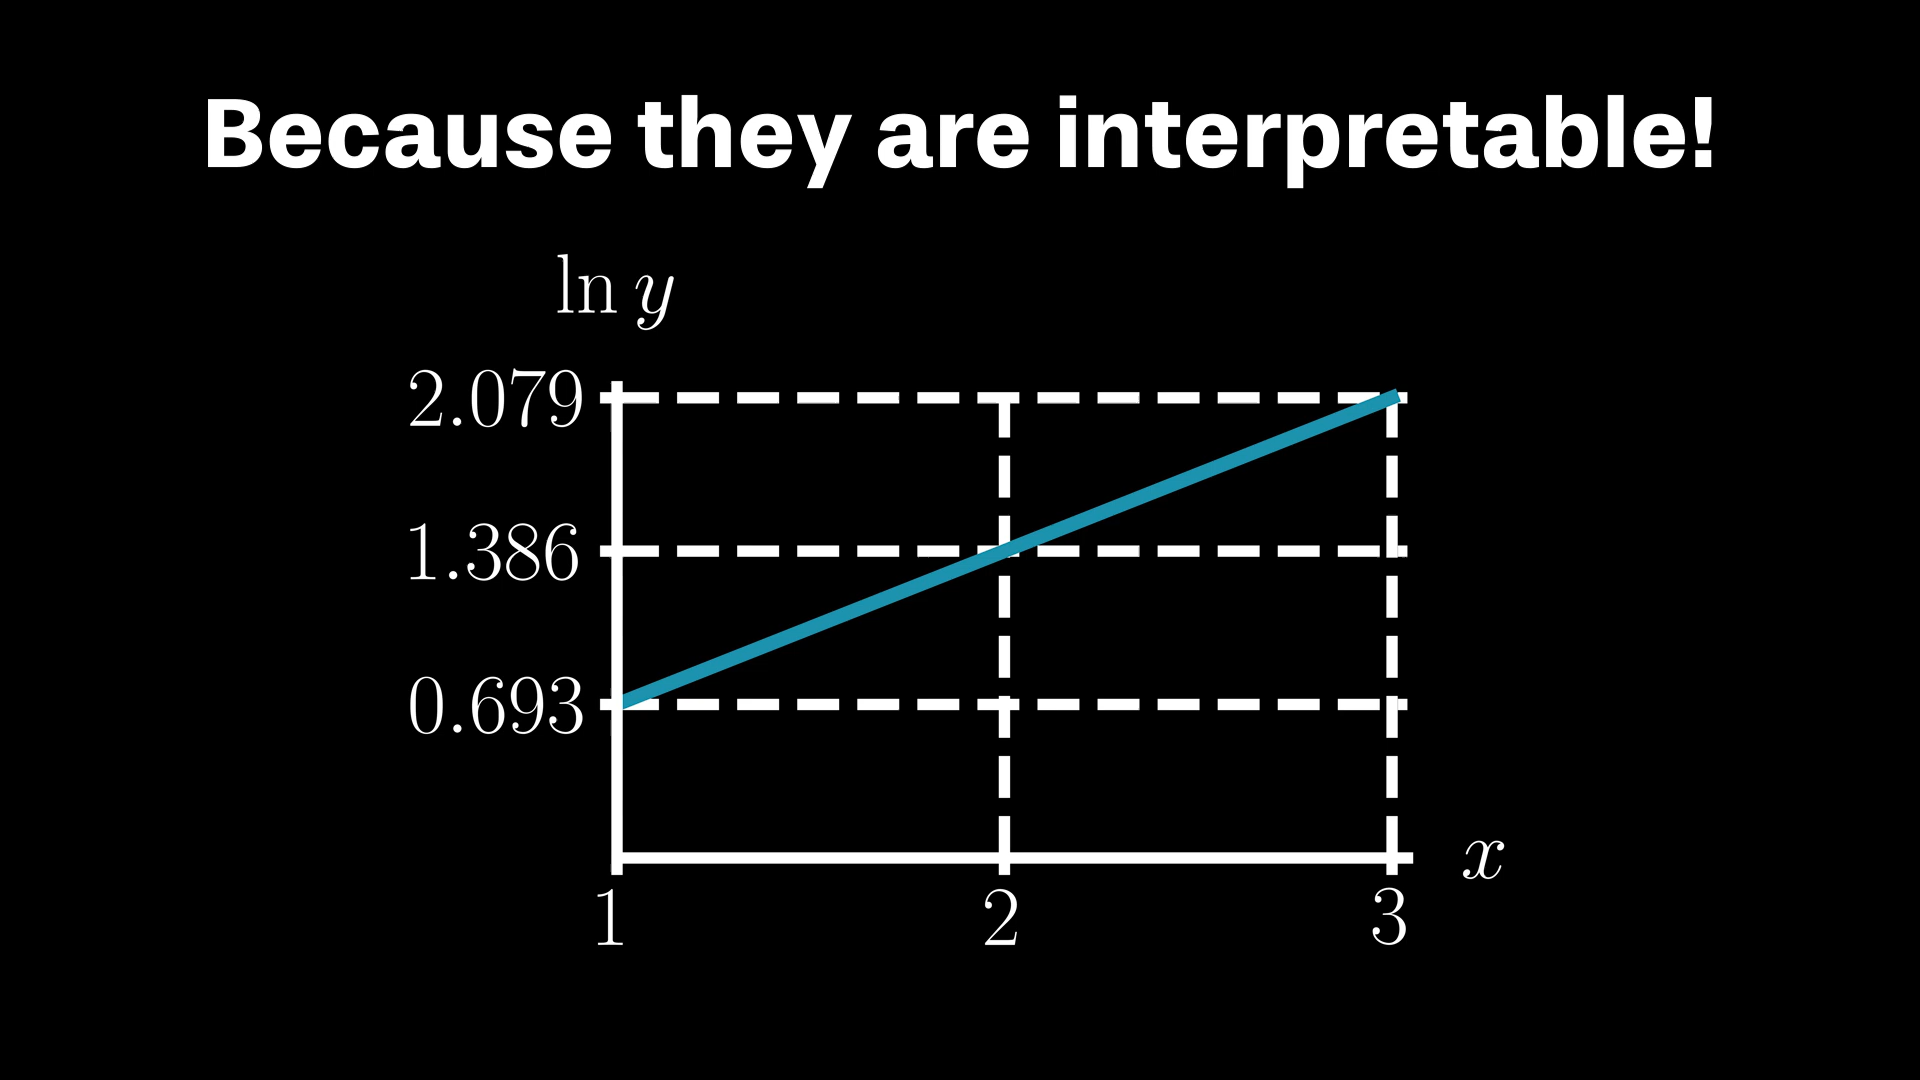 Because they are interpretable!
ln y
2.079
1.386
0.693
x
1 2 3